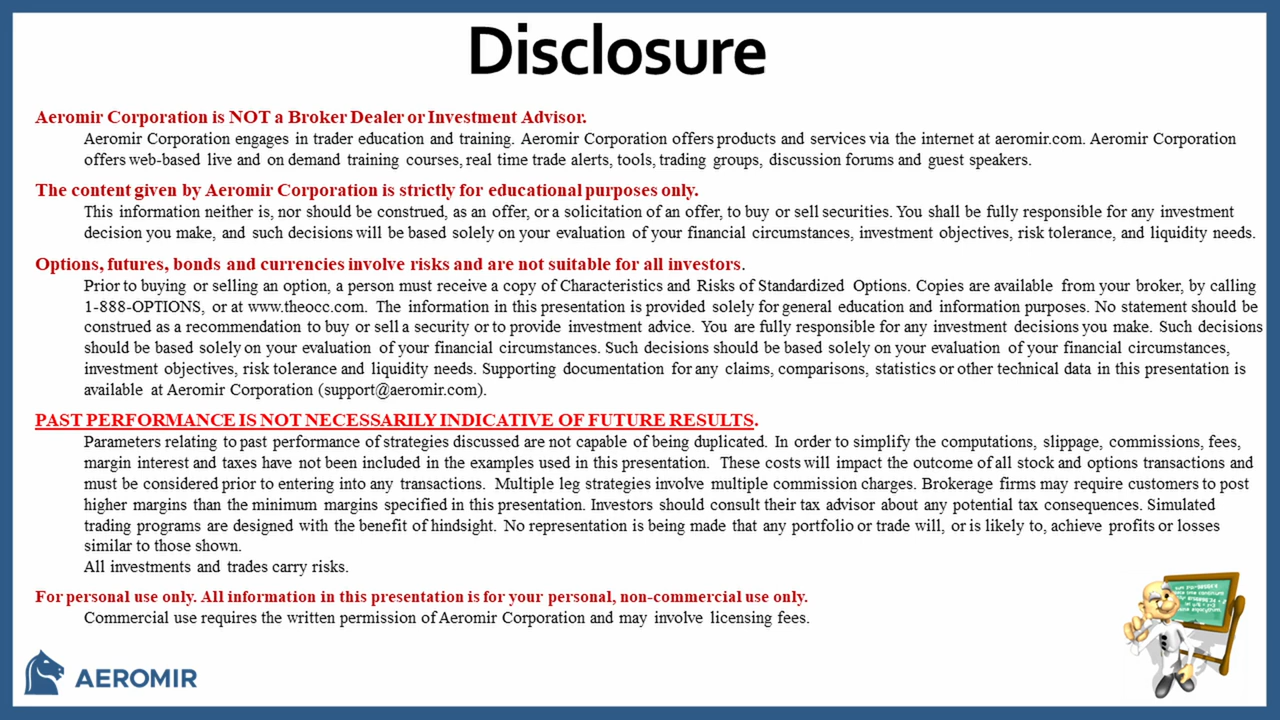 Disclosure
Aeromir Corporation is NOT a Broker Dealer or Investment Advisor.
Aeromir Corporation engages in trader education and training. Aeromir Corporation offers products and services via the internet at aeromir.com. Aeromir Corporation
offers web-based live and on demand training courses, real time trade alerts, tools, trading groups, discussion forums and guest speakers.
The content given by Aeromir Corporation is strictly for educational purposes only.
This information neither is, nor should be construed, as an offer, or a solicitation of an offer, to buy or sell securities. You shall be fully responsible for any investment
decision you make, and such decisions will be based solely on your evaluation of your financial circumstances, investment objectives, risk tolerance, and liquidity needs.
Options, futures, bonds and currencies involve risks and are not suitable for all investors.
Prior to buying or selling an option, a person must receive a copy of Characteristics and Risks of Standardized Options. Copies are available from your broker, by calling
1-888-OPTIONS, or at www.theocc.com. The information in this presentation is provided solely for general education and information purposes. No statement should be
construed as a recommendation to buy or sell a security or to provide investment advice. You are fully responsible for any investment decisions you make. Such decisions
should be based solely on your evaluation of your financial circumstances. Such decisions should be based solely on your evaluation of your financial circumstances,
investment objectives, risk tolerance and liquidity needs. Supporting documentation for any claims, comparisons, statistics or other technical data in this presentation is
available at Aeromir Corporation (support@aeromir.com).
PAST PERFORMANCE IS NOT NECESSARILY INDICATIVE OF FUTURE RESULTS.
Parameters relating to past performance of strategies discussed are not capable of being duplicated. In order to simplify the computations, slippage, commissions, fees,
margin interest and taxes have not been included in the examples used in this presentation. These costs will impact the outcome of all stock and options transactions and
must be considered prior to entering into any transactions. Multiple leg strategies involve multiple commission charges. Brokerage firms may require customers to post
higher margins than the minimum margins specified in this presentation. Investors should consult their tax advisor about any potential tax consequences. Simulated
trading programs are designed with the benefit of hindsight. No representation is being made that any portfolio or trade will, or is likely to, achieve profits or losses
similar to those shown.
All investments and trades carry risks.
For personal use only. All information in this presentation is for your personal, non-commercial use only.
Commercial use requires the written permission of Aeromir Corporation and may involve licensing fees.
AEROMIR